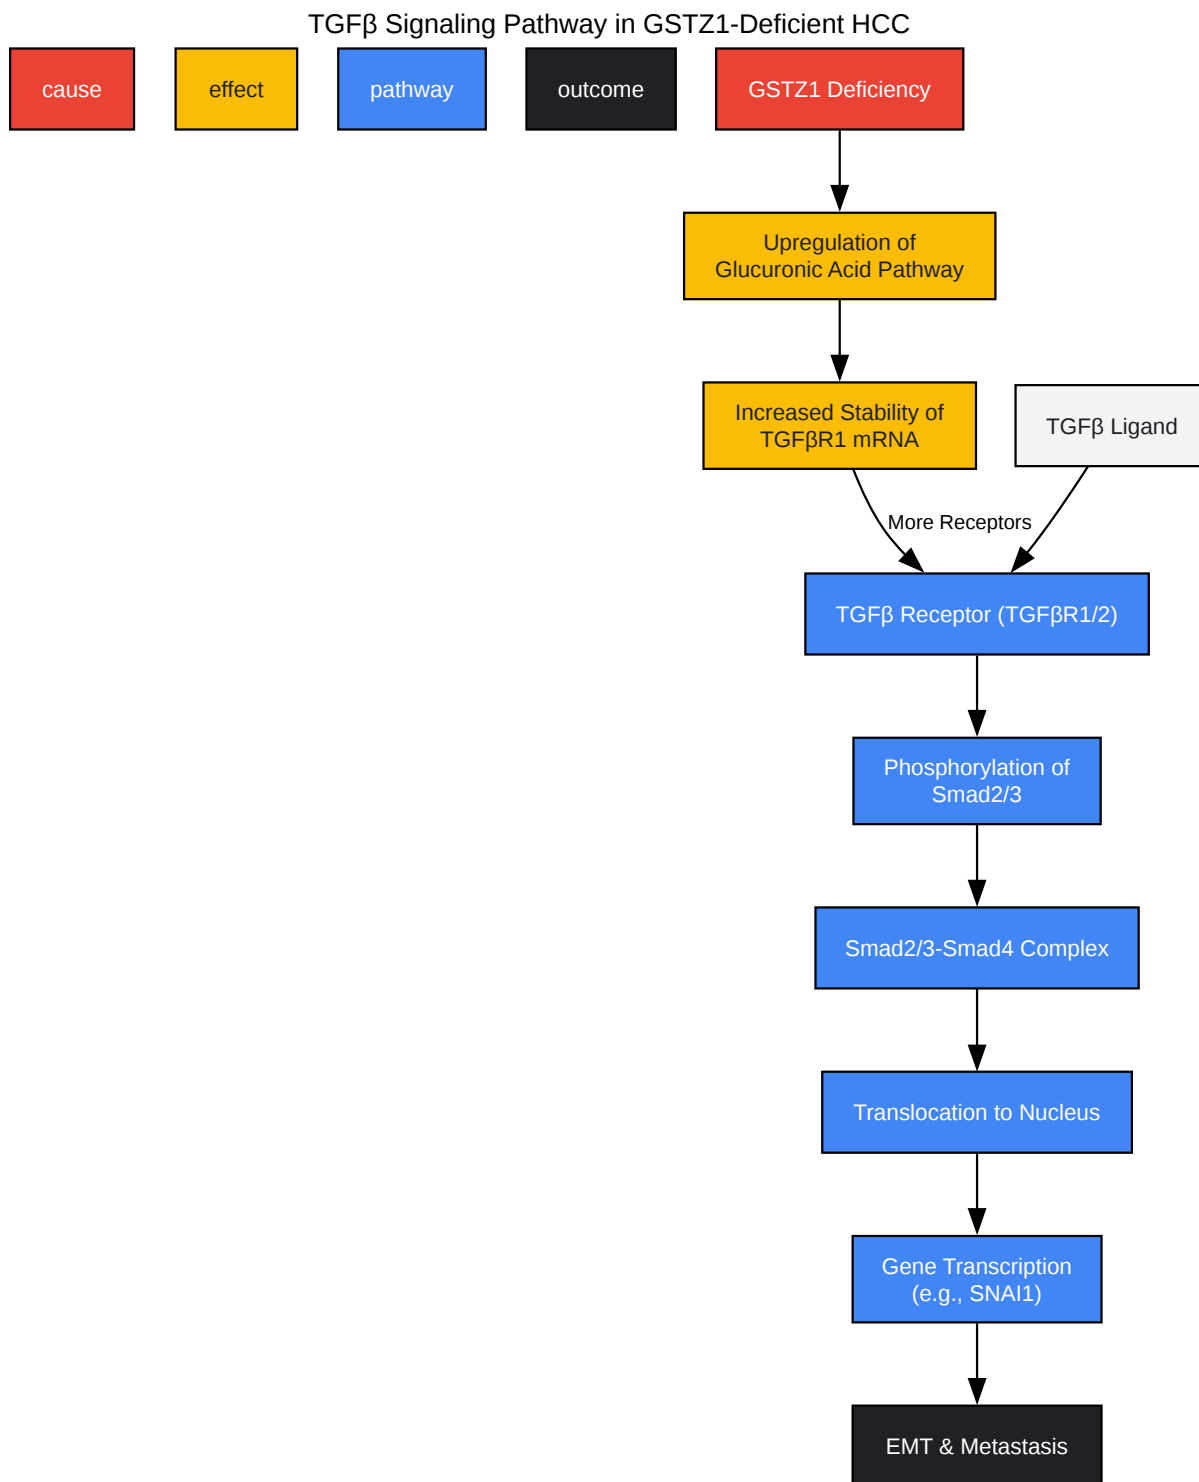 TGFβ Signaling Pathway in GSTZ1-Deficient HCC
cause
effect
pathway
outcome
GSTZ1 Deficiency
Upregulation of
Glucuronic Acid Pathway
Increased Stability of
TGFβR1 mRNA
TGFβ Ligand
More Receptors
TGFβ Receptor (TGFβR1/2)
Phosphorylation of
Smad2/3
Smad2/3-Smad4 Complex
Translocation to Nucleus
Gene Transcription
(e.g., SNAI1)
EMT & Metastasis